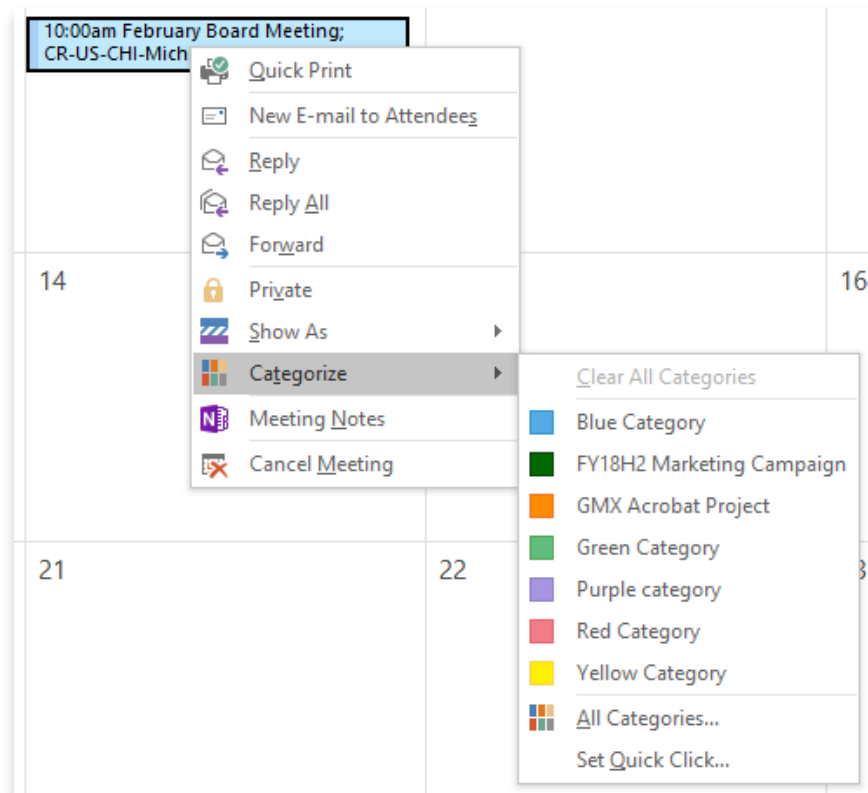 10:00am February Board Meeting;
CR-US-CHI-Mich
Quick Print
New E-mail to Attendees
Reply
Reply All
Forward
14
16
Private
Show As
Categorize
Clear All Categories
Meeting Notes
Blue Category
Cancel Meeting
FY18H2 Marketing Campaign
GMX Acrobat Project
Green Category
21
22
Purple category
Red Category
Yellow Category
All Categories...
Set Quick Click...